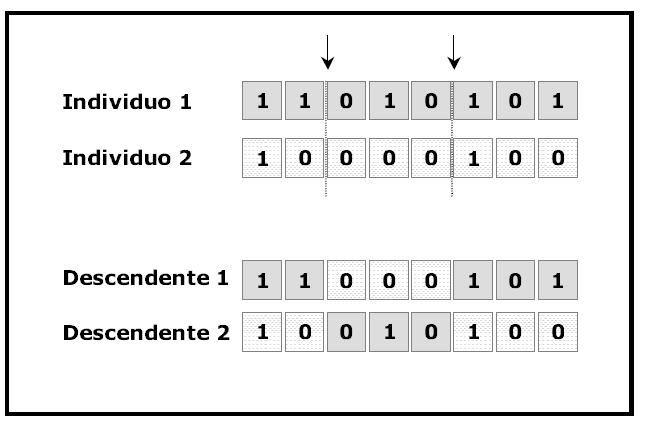 Individuo 1 1 1 0 1 0 1 0 1
Individuo 2 1 0 0 0 0 1 0 0
Descendente 1 1 1 0 0 0 1 0 1
Descendente 2 1 0 0 1 0 1 0 0